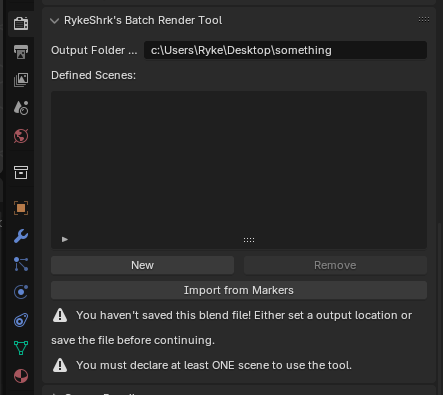 RykeShrk's Batch Render Tool
Output Folder ... c:\Users\Ryke\Desktop\something
Defined Scenes:
New Remove
Import from Markers
You haven't saved this blend file! Either set a output location or
save the file before continuing.
You must declare at least ONE scene to use the tool.